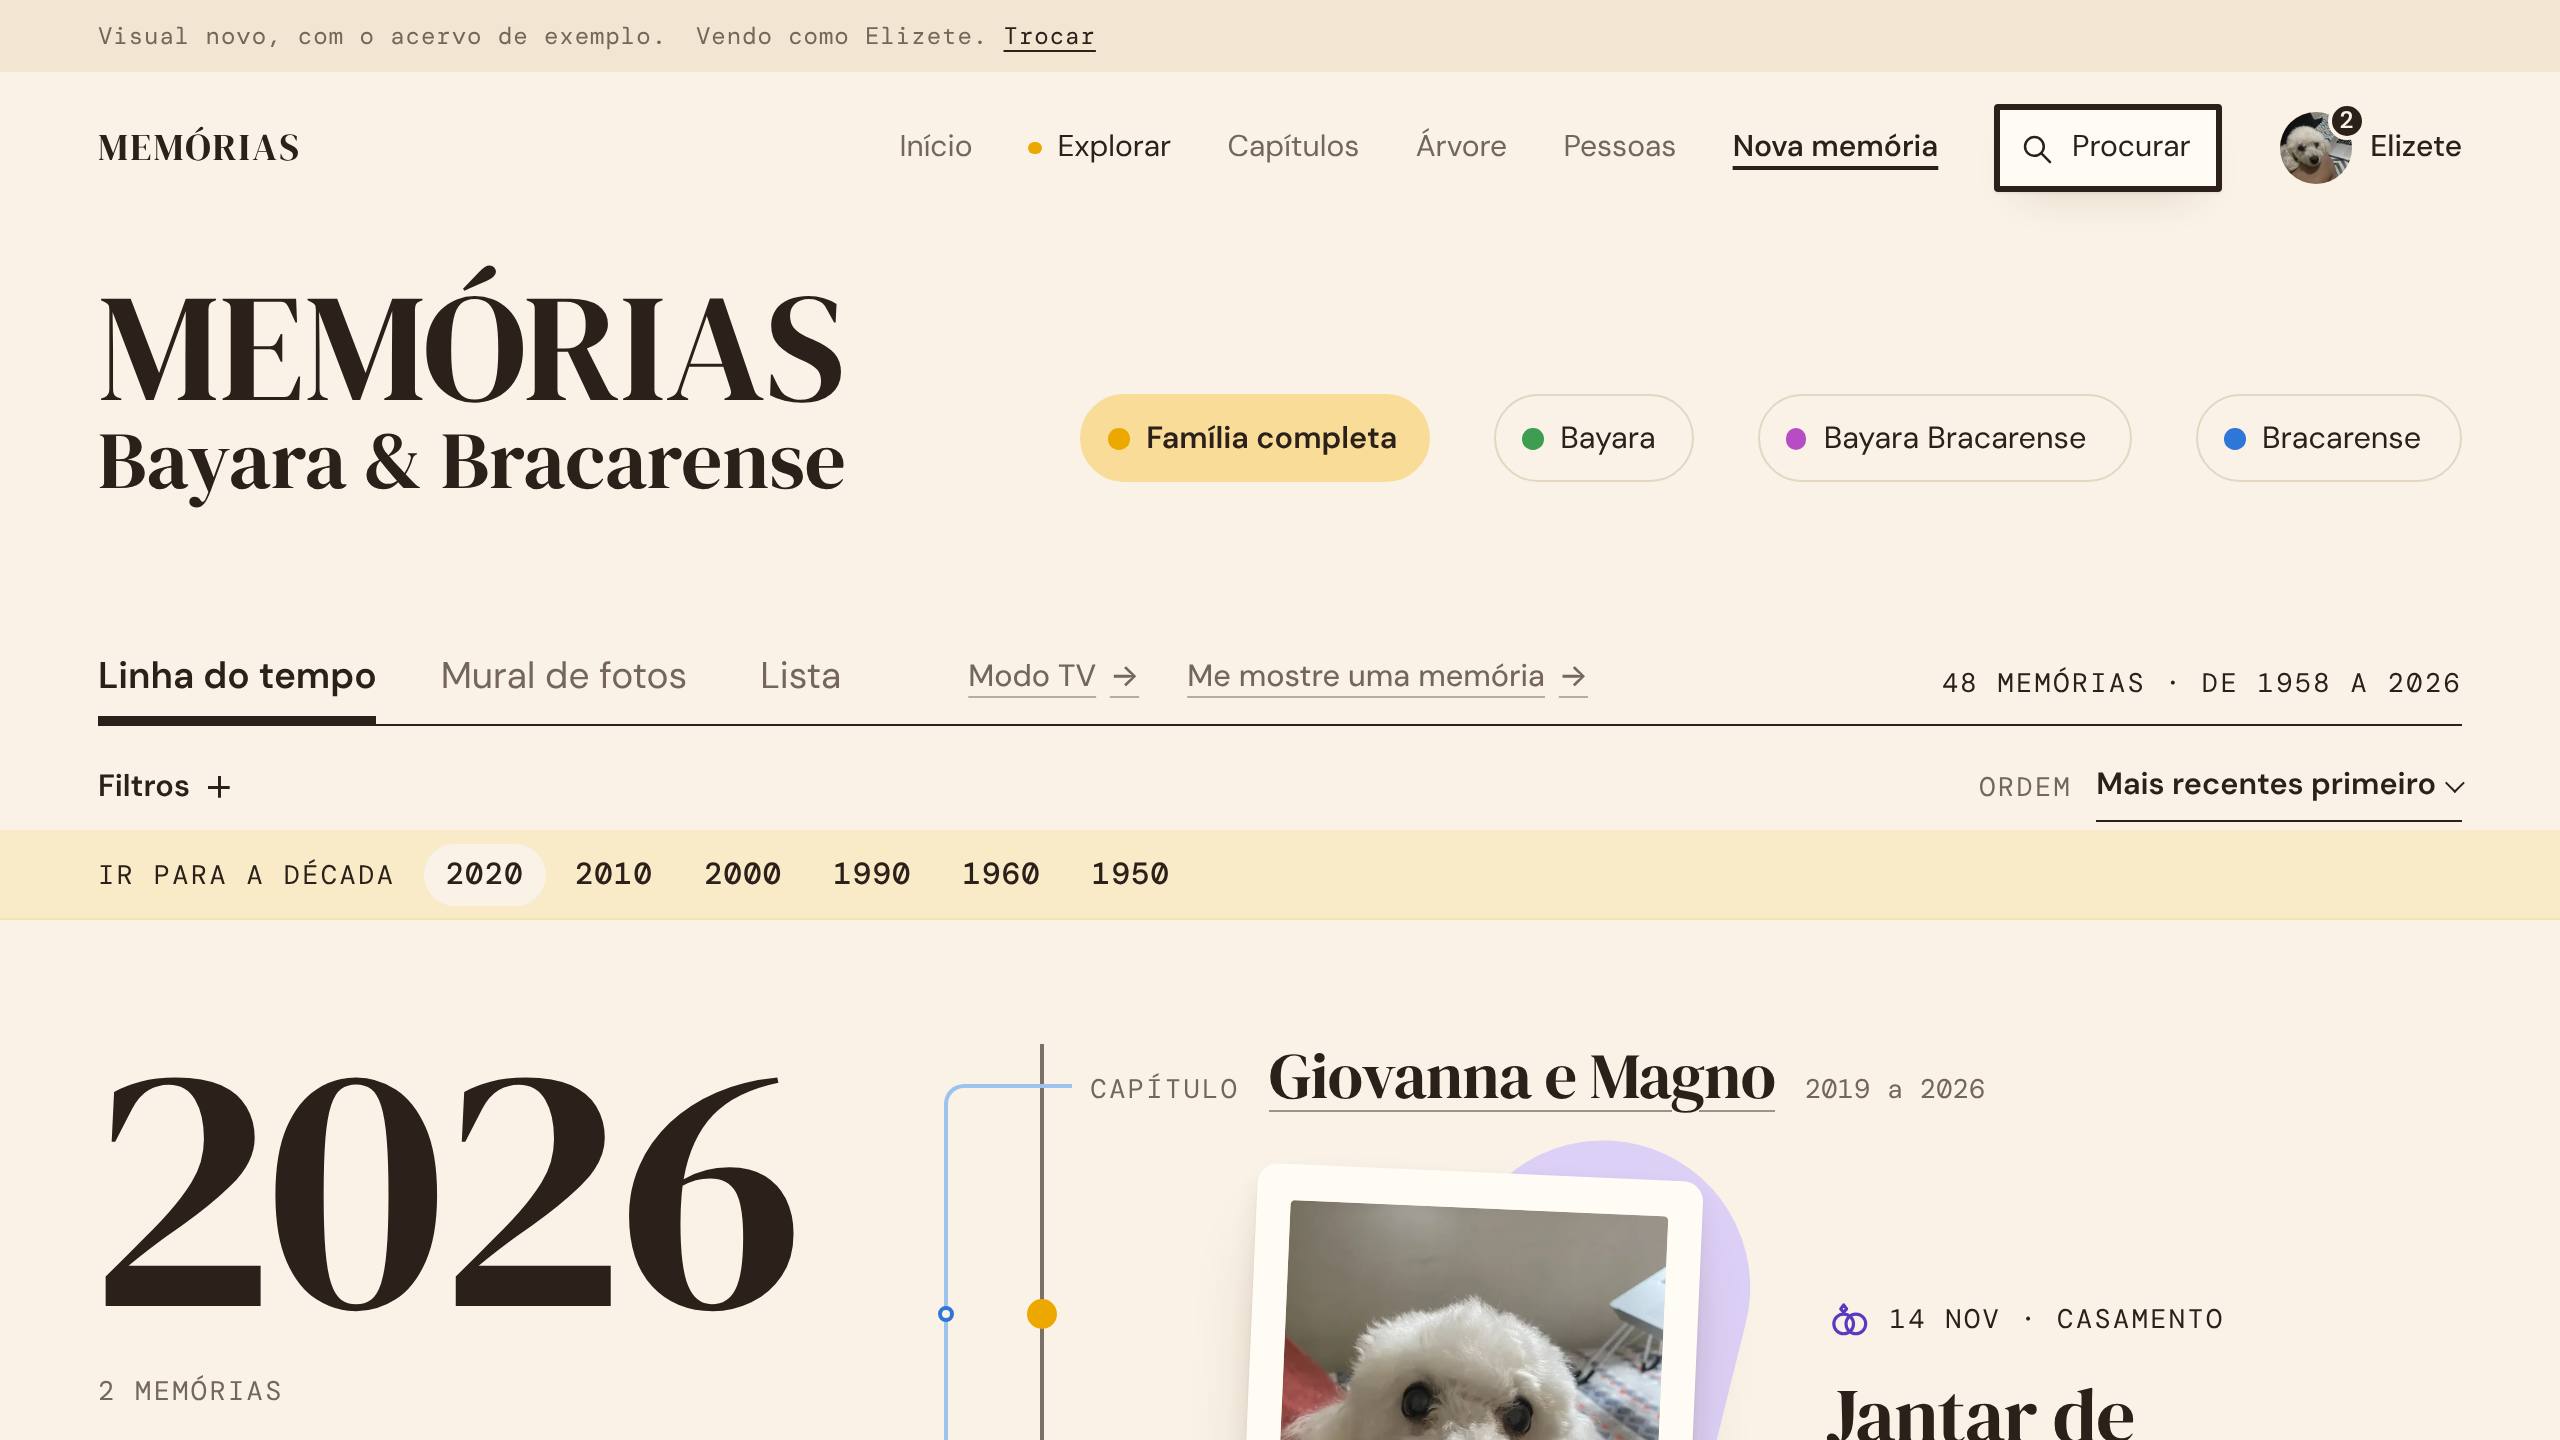 Visual novo, com o acervo de exemplo. Vendo como Elizete. Trocar
MEMÓRIAS
Início
Explorar
Capítulos
Árvore
Pessoas
Nova memória
Procurar
2
Elizete
MEMÓRIAS
Bayara & Bracarense
Família completa
Bayara
Bayara Bracarense
Bracarense
Linha do tempo
Mural de fotos
Lista
Modo TV →
Me mostre uma memória →
48 MEMÓRIAS · DE 1958 A 2026
Filtros +
ORDEM Mais recentes primeiro
IR PARA A DÉCADA 2020 2010 2000 1990 1960 1950
2026
CAPÍTULO Giovanna e Magno 2019 a 2026
14 NOV · CASAMENTO
2 MEMÓRIAS
Jantar de